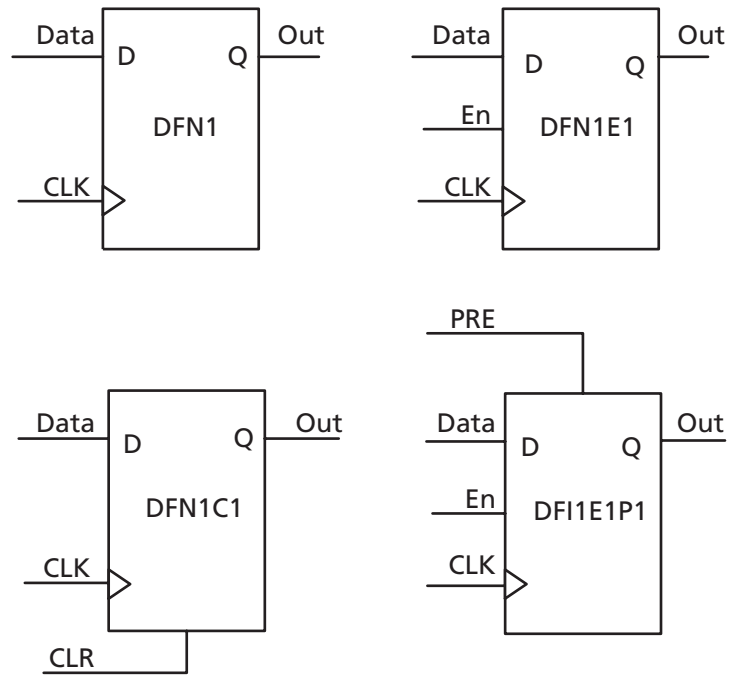 Data
Out
D
Q
DFN1
CLK
Data
Out
D
Q
En
DFN1E1
CLK
Data
Out
D
Q
DFN1C1
CLK
CLR
PRE
Data
Out
D
Q
En
DFI1E1P1
CLK